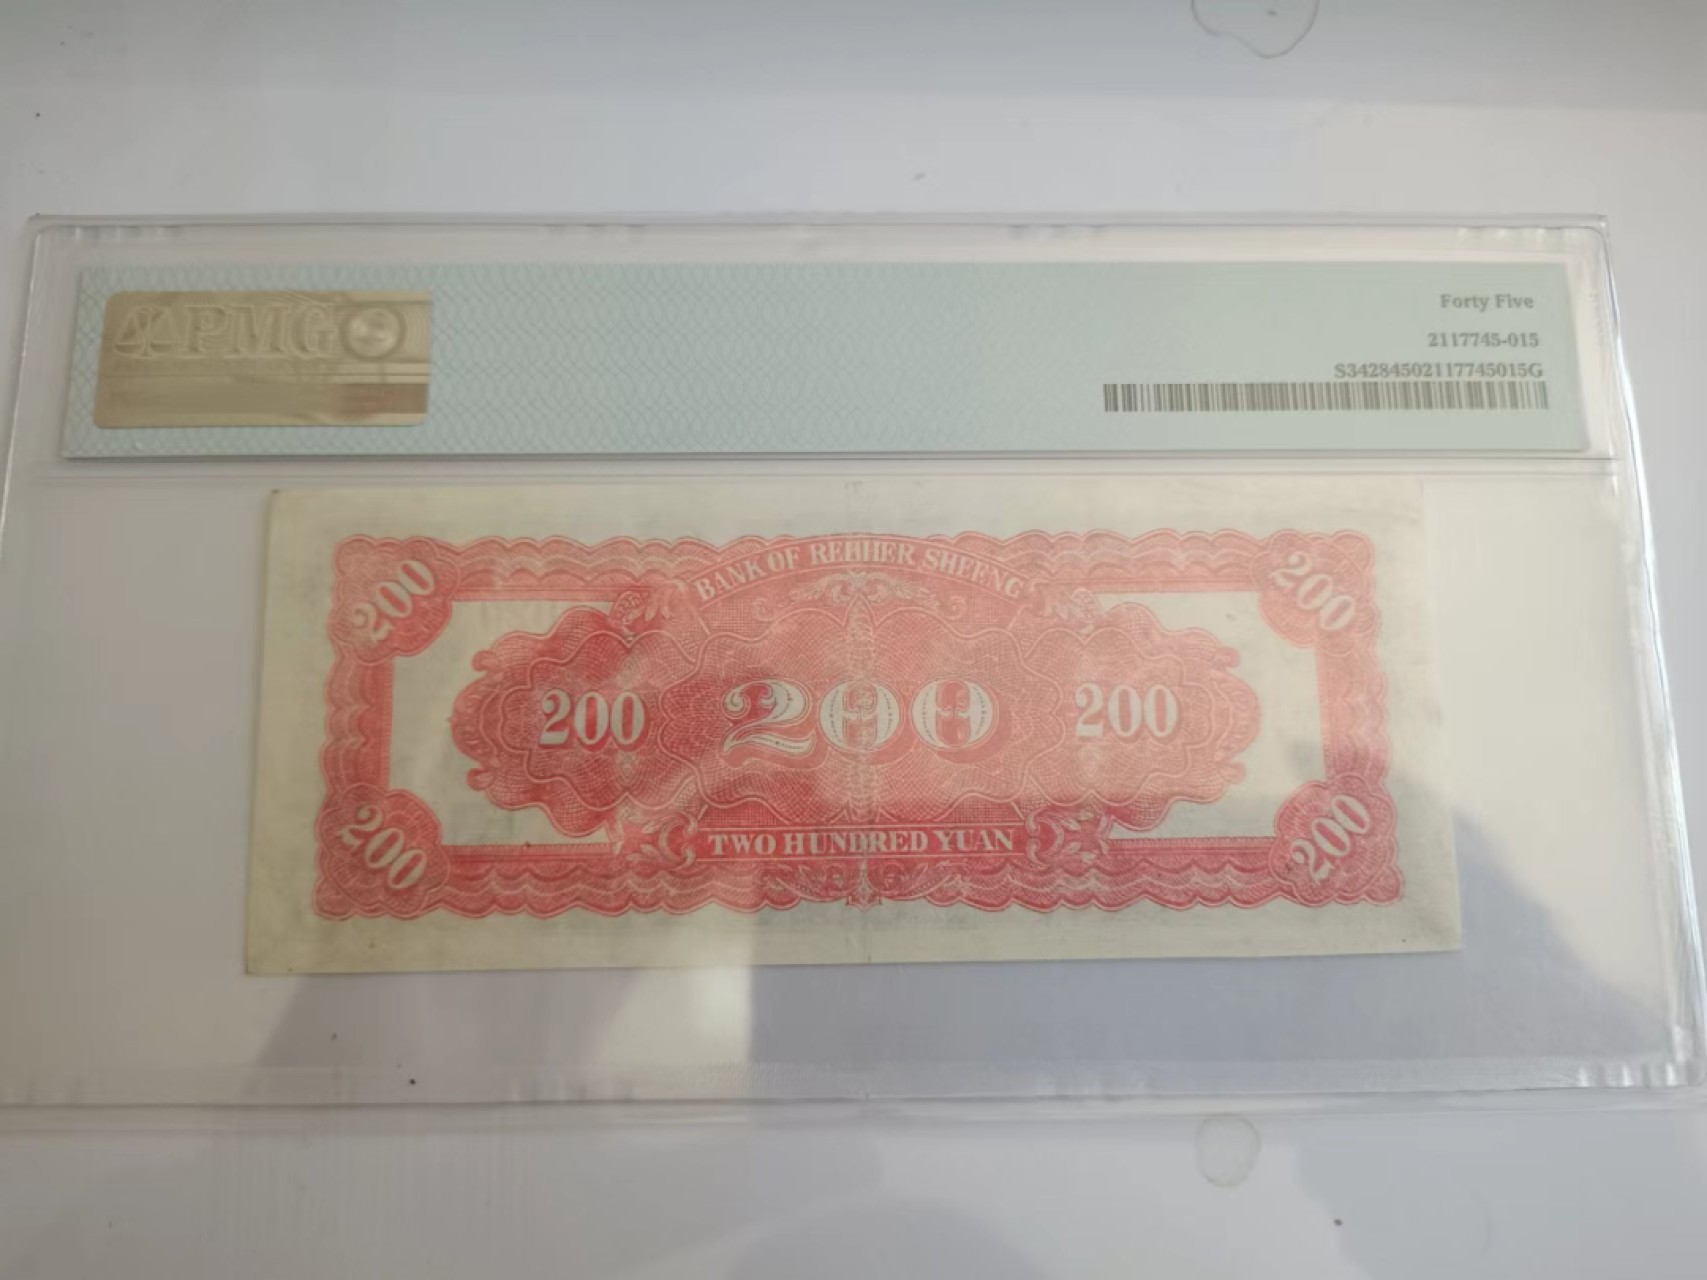 PMG
Forty Five
2117745-015
S34284502117745015G
BANK OF REHHER SHEENG
200 200
200 200 200
200 200
TWO HUNDRED YUAN